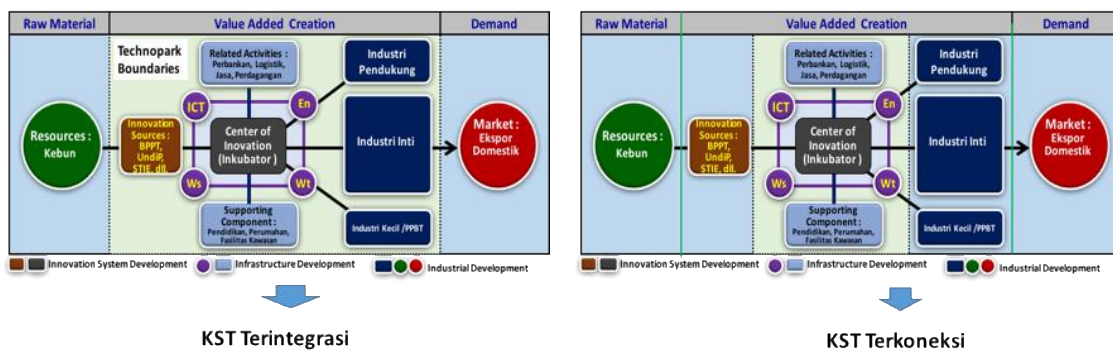 Raw Material
Value Added Creation
Demand
Technopark
Boundaries
Related Activities :
Perbankan, Logistik,
Jasa, Perdagangan
Industri
Pendukung
ICT
En
Resources :
Kebun
Innovation
Sources :
BPPT,
UndiP,
STIE, dll.
Center of
Inovation
(Inkubator )
Industri Inti
Market :
Ekspor
Domestik
Ws
Wt
Supporting
Component :
Pendidikan, Perumahan,
Fasilitas Kawasan
Industri Kecil /PPBT
Innovation System Development
Infrastructure Development
Industrial Development
KST Terintegrasi
Raw Material
Value Added Creation
Demand
Related Activities :
Perbankan, Logistik,
Jasa, Perdagangan
Industri
Pendukung
ICT
En
Resources :
Kebun
Innovation
Sources :
BPPT,
UndiP,
STIE, dll.
Center of
Inovation
(Inkubator )
Industri Inti
Market :
Ekspor
Domestik
Ws
Wt
Supporting
Component :
Pendidikan, Perumahan,
Fasilitas Kawasan
Industri Kecil /PPBT
Innovation System Development
Infrastructure Development
Industrial Development
KST Terkoneksi